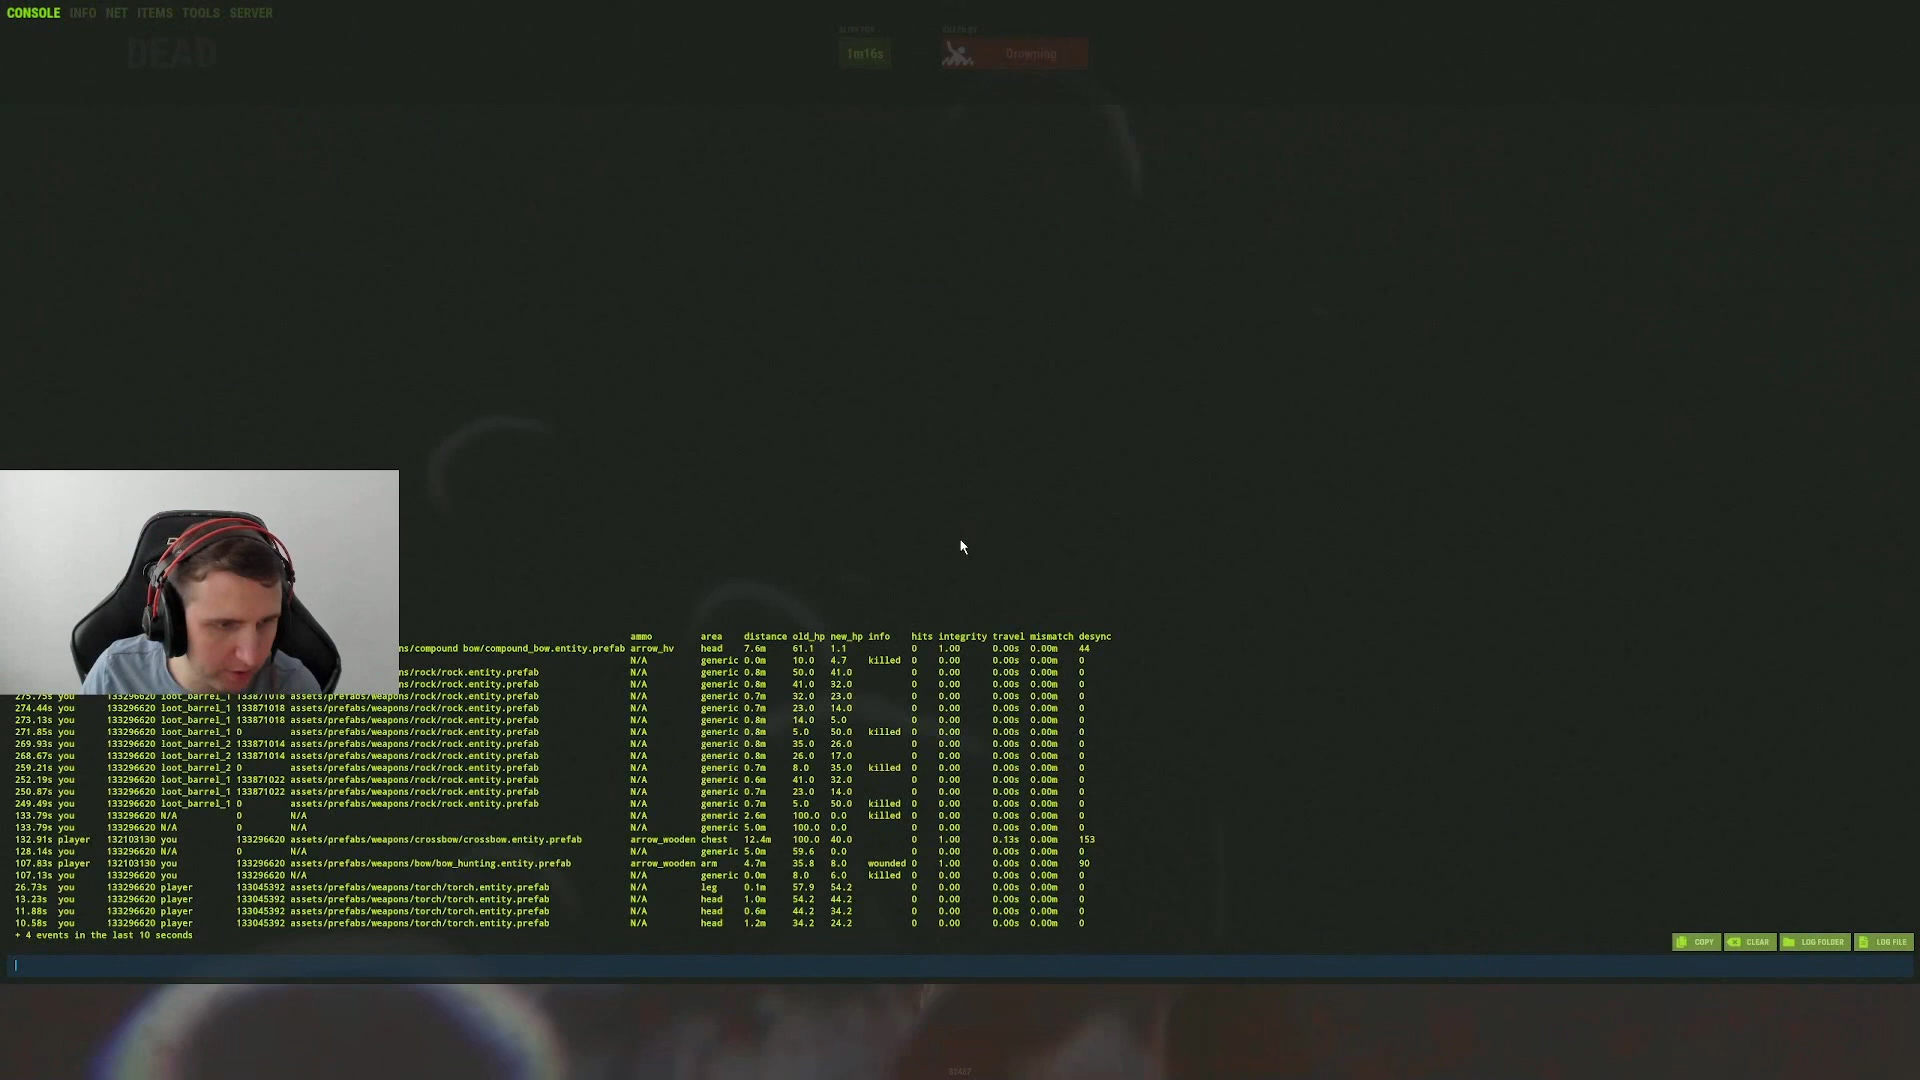 CONSOLE INFO NET ITEMS TOOLS SERVER
DEAD
1m16s
Drowning
ammo area distance old_hp new_hp info hits integrity travel mismatch desync
ns/compound bow/compound_bow.entity.prefab arrow_hv head 7.6m 61.1 1.1 0 1.00 0.00s 0.00m 44
N/A generic 0.0m 10.0 4.7 killed 0 0.00 0.00s 0.00m 0
ns/rock/rock.entity.prefab N/A generic 0.8m 50.0 41.0 0 0.00 0.00s 0.00m 0
ns/rock/rock.entity.prefab N/A generic 0.8m 41.0 32.0 0 0.00 0.00s 0.00m 0
275.75s you 133296620 loot_barrel_1 133871018 assets/prefabs/weapons/rock/rock.entity.prefab N/A generic 0.7m 32.0 23.0 0 0.00 0.00s 0.00m 0
274.44s you 133296620 loot_barrel_1 133871018 assets/prefabs/weapons/rock/rock.entity.prefab N/A generic 0.7m 23.0 14.0 0 0.00 0.00s 0.00m 0
273.13s you 133296620 loot_barrel_1 133871018 assets/prefabs/weapons/rock/rock.entity.prefab N/A generic 0.8m 14.0 5.0 0 0.00 0.00s 0.00m 0
271.85s you 133296620 loot_barrel_1 0 assets/prefabs/weapons/rock/rock.entity.prefab N/A generic 0.8m 5.0 50.0 killed 0 0.00 0.00s 0.00m 0
269.93s you 133296620 loot_barrel_2 133871014 assets/prefabs/weapons/rock/rock.entity.prefab N/A generic 0.8m 35.0 26.0 0 0.00 0.00s 0.00m 0
268.67s you 133296620 loot_barrel_2 133871014 assets/prefabs/weapons/rock/rock.entity.prefab N/A generic 0.8m 26.0 17.0 0 0.00 0.00s 0.00m 0
259.21s you 133296620 loot_barrel_2 0 assets/prefabs/weapons/rock/rock.entity.prefab N/A generic 0.7m 8.0 35.0 killed 0 0.00 0.00s 0.00m 0
252.19s you 133296620 loot_barrel_1 133871022 assets/prefabs/weapons/rock/rock.entity.prefab N/A generic 0.6m 41.0 32.0 0 0.00 0.00s 0.00m 0
250.87s you 133296620 loot_barrel_1 133871022 assets/prefabs/weapons/rock/rock.entity.prefab N/A generic 0.7m 23.0 14.0 0 0.00 0.00s 0.00m 0
249.49s you 133296620 loot_barrel_1 0 assets/prefabs/weapons/rock/rock.entity.prefab N/A generic 0.7m 5.0 50.0 killed 0 0.00 0.00s 0.00m 0
133.79s you 133296620 N/A 0 N/A N/A generic 2.6m 100.0 0.0 killed 0 0.00 0.00s 0.00m 0
133.79s you 133296620 N/A 0 N/A N/A generic 5.0m 100.0 0.0 0 0.00 0.00s 0.00m 0
132.91s player 132103130 you 133296620 assets/prefabs/weapons/crossbow/crossbow.entity.prefab arrow_wooden chest 12.4m 100.0 40.0 0 1.00 0.13s 0.00m 153
128.14s you 133296620 N/A 0 N/A N/A generic 5.0m 59.6 0.0 0 0.00 0.00s 0.00m 0
107.83s player 132103130 you 133296620 assets/prefabs/weapons/bow/bow_hunting.entity.prefab arrow_wooden arm 4.7m 35.8 8.0 wounded 0 1.00 0.00s 0.00m 90
107.13s you 133296620 you 133296620 N/A N/A generic 0.0m 8.0 6.0 killed 0 0.00 0.00s 0.00m 0
26.73s you 133296620 player 133045392 assets/prefabs/weapons/torch/torch.entity.prefab N/A leg 0.1m 57.9 54.2 0 0.00 0.00s 0.00m 0
13.23s you 133296620 player 133045392 assets/prefabs/weapons/torch/torch.entity.prefab N/A head 1.0m 54.2 44.2 0 0.00 0.00s 0.00m 0
11.88s you 133296620 player 133045392 assets/prefabs/weapons/torch/torch.entity.prefab N/A head 0.6m 44.2 34.2 0 0.00 0.00s 0.00m 0
10.58s you 133296620 player 133045392 assets/prefabs/weapons/torch/torch.entity.prefab N/A head 1.2m 34.2 24.2 0 0.00 0.00s 0.00m 0
+ 4 events in the last 10 seconds
COPY CLEAR LOG FOLDER LOG FILE